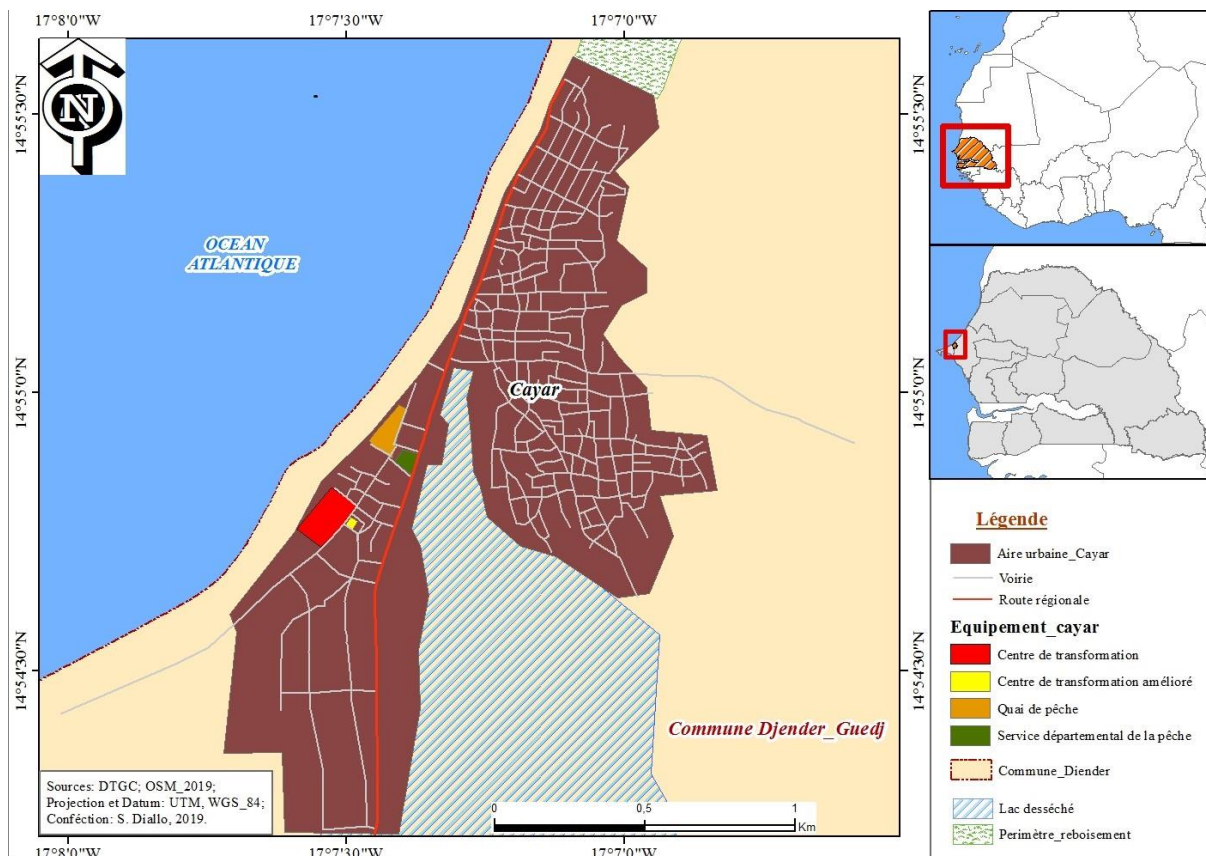 17°8'0"W
17°7'30"W
17°7'0"W
14°55'30"N
14°55'30"N
N
OCEAN
ATLANTIQUE
Cayar
14°55'0"N
14°55'0"N
14°54'30"N
14°54'30"N
Commune Djender_Guedj
Sources: DTGC; OSM_2019;
Projection et Datum: UTM, WGS_84;
Conféction: S. Diallo, 2019.
0 0,5 1
Km
17°8'0"W
17°7'30"W
17°7'0"W
Légende
Aire urbaine_Cayar
Voirie
Route régionale
Equipement_cayar
Centre de transformation
Centre de transformation amélioré
Quai de pêche
Service départemental de la pêche
Commune_Diender
Lac desséché
Perimètre_reboisement